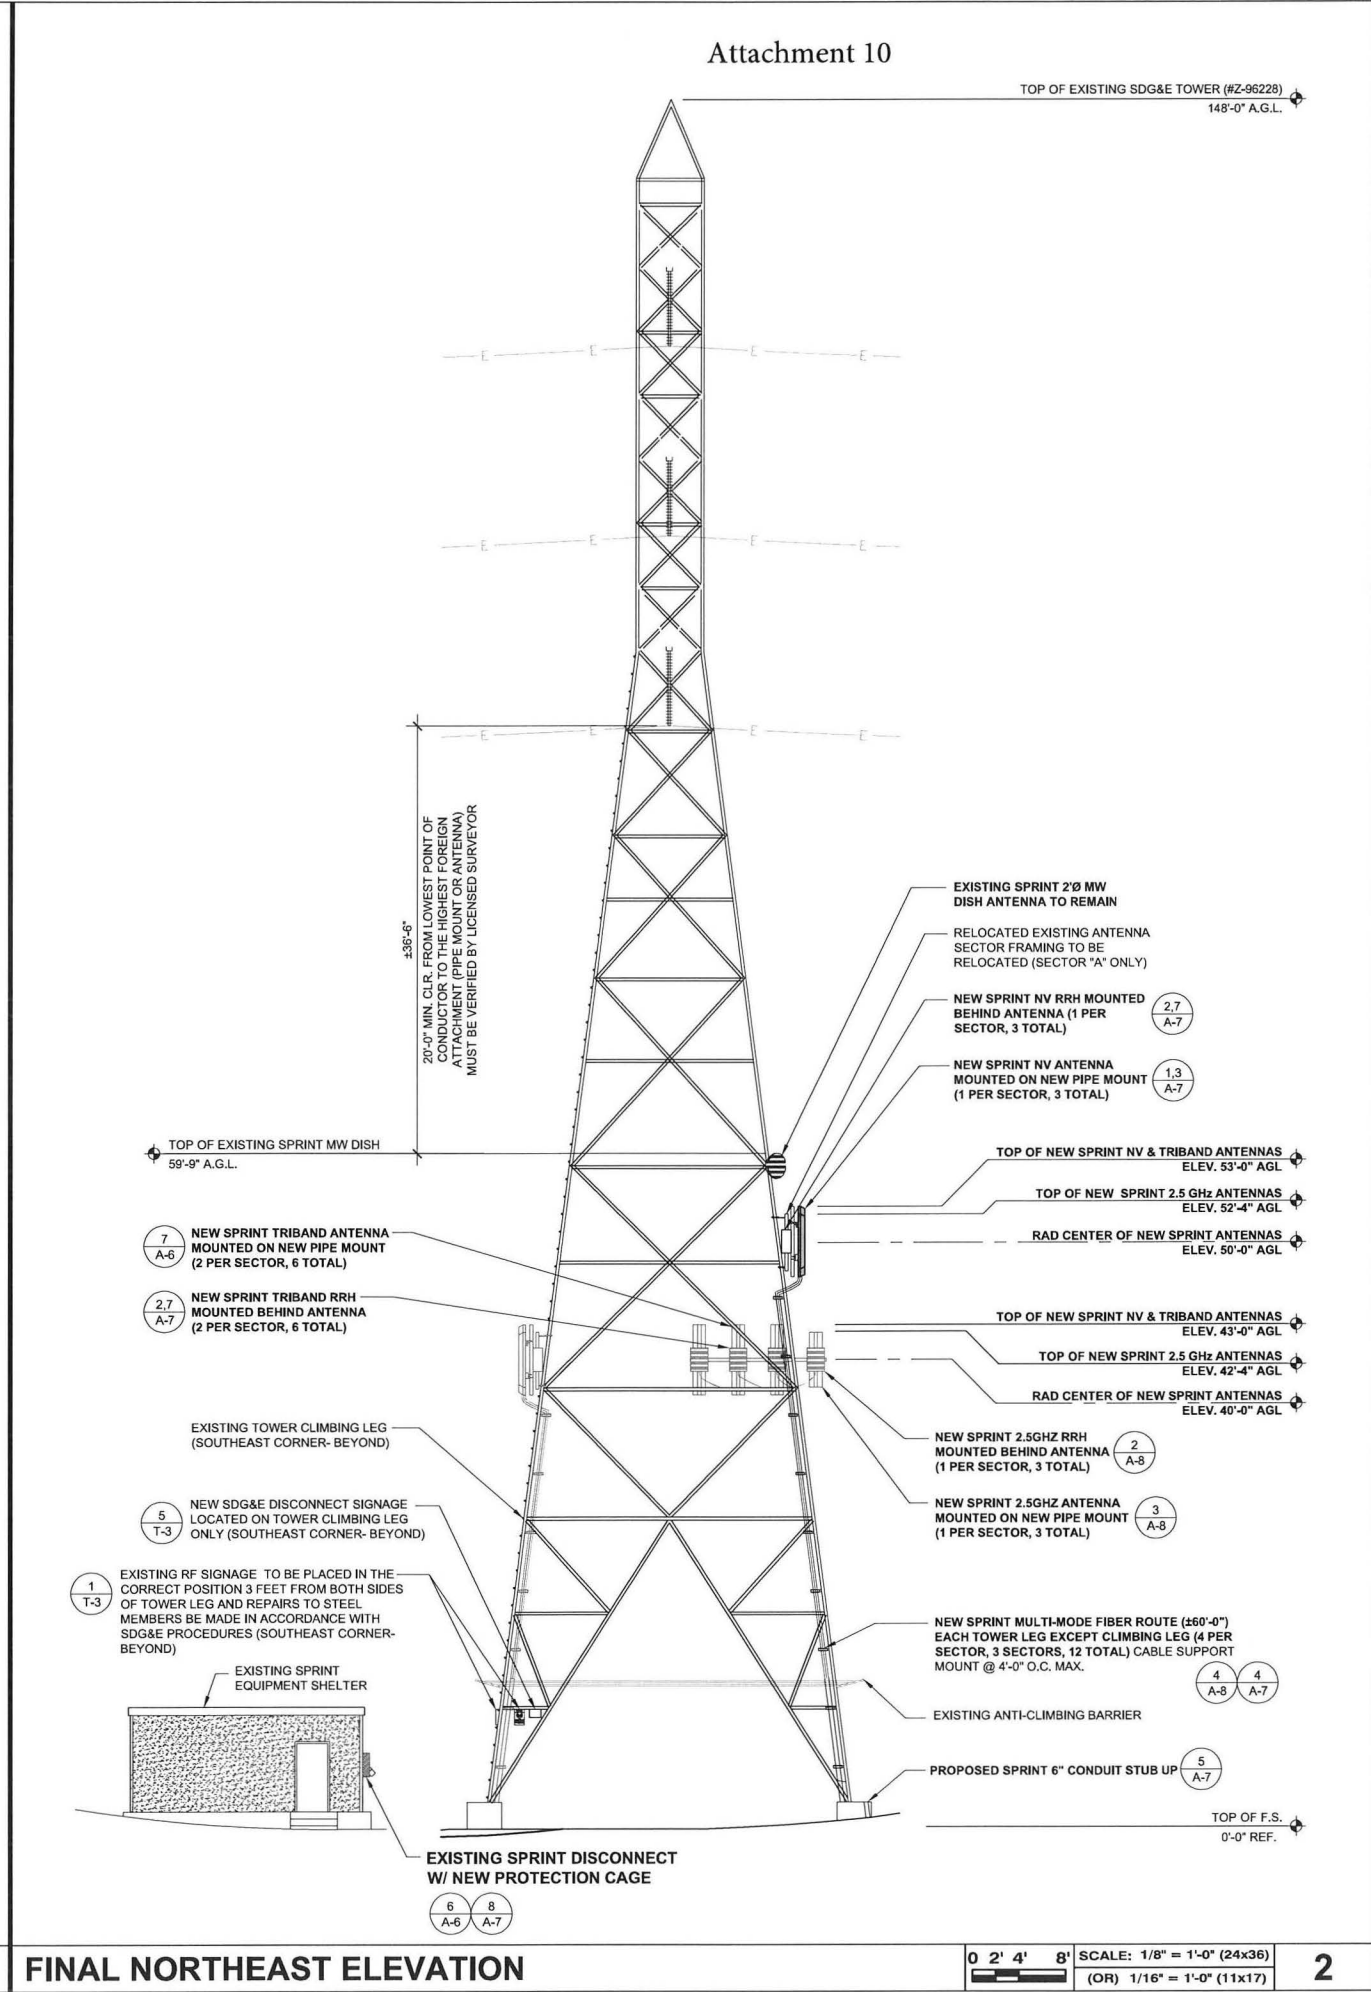 Attachment 10
TOP OF EXISTING SDG&E TOWER (#Z-96228)
148'-0" A.G.L.
E E E E
E E E E
E E E E
±36'-6"
20'-0" MIN. CLR. FROM LOWEST POINT OF
CONDUCTOR TO THE HIGHEST FOREIGN
ATTACHMENT (PIPE MOUNT OR ANTENNA)
MUST BE VERIFIED BY LICENSED SURVEYOR
EXISTING SPRINT 2'Ø MW
DISH ANTENNA TO REMAIN
RELOCATED EXISTING ANTENNA
SECTOR FRAMING TO BE
RELOCATED (SECTOR "A" ONLY)
NEW SPRINT NV RRH MOUNTED
BEHIND ANTENNA (1 PER
SECTOR, 3 TOTAL)
2,7
A-7
NEW SPRINT NV ANTENNA
MOUNTED ON NEW PIPE MOUNT
(1 PER SECTOR, 3 TOTAL)
1,3
A-7
TOP OF EXISTING SPRINT MW DISH
59'-9" A.G.L.
TOP OF NEW SPRINT NV & TRIBAND ANTENNAS
ELEV. 53'-0" AGL
TOP OF NEW SPRINT 2.5 GHz ANTENNAS
ELEV. 52'-4" AGL
RAD CENTER OF NEW SPRINT ANTENNAS
ELEV. 50'-0" AGL
7
A-6
NEW SPRINT TRIBAND ANTENNA
MOUNTED ON NEW PIPE MOUNT
(2 PER SECTOR, 6 TOTAL)
2,7
A-7
NEW SPRINT TRIBAND RRH
MOUNTED BEHIND ANTENNA
(2 PER SECTOR, 6 TOTAL)
TOP OF NEW SPRINT NV & TRIBAND ANTENNAS
ELEV. 43'-0" AGL
TOP OF NEW SPRINT 2.5 GHz ANTENNAS
ELEV. 42'-4" AGL
RAD CENTER OF NEW SPRINT ANTENNAS
ELEV. 40'-0" AGL
EXISTING TOWER CLIMBING LEG
(SOUTHEAST CORNER- BEYOND)
NEW SPRINT 2.5GHZ RRH
MOUNTED BEHIND ANTENNA
(1 PER SECTOR, 3 TOTAL)
2
A-8
5
T-3
NEW SDG&E DISCONNECT SIGNAGE
LOCATED ON TOWER CLIMBING LEG
ONLY (SOUTHEAST CORNER- BEYOND)
NEW SPRINT 2.5GHZ ANTENNA
MOUNTED ON NEW PIPE MOUNT
(1 PER SECTOR, 3 TOTAL)
3
A-8
1
T-3
EXISTING RF SIGNAGE TO BE PLACED IN THE
CORRECT POSITION 3 FEET FROM BOTH SIDES
OF TOWER LEG AND REPAIRS TO STEEL
MEMBERS BE MADE IN ACCORDANCE WITH
SDG&E PROCEDURES (SOUTHEAST CORNER-
BEYOND)
NEW SPRINT MULTI-MODE FIBER ROUTE (±60'-0")
EACH TOWER LEG EXCEPT CLIMBING LEG (4 PER
SECTOR, 3 SECTORS, 12 TOTAL) CABLE SUPPORT
MOUNT @ 4'-0" O.C. MAX.
4
A-8
4
A-7
EXISTING SPRINT
EQUIPMENT SHELTER
EXISTING ANTI-CLIMBING BARRIER
PROPOSED SPRINT 6" CONDUIT STUB UP
5
A-7
TOP OF F.S.
0'-0" REF.
EXISTING SPRINT DISCONNECT
W/ NEW PROTECTION CAGE
6
A-6
8
A-7
FINAL NORTHEAST ELEVATION
0 2' 4' 8'
SCALE: 1/8" = 1'-0" (24x36)
(OR) 1/16" = 1'-0" (11x17)
2